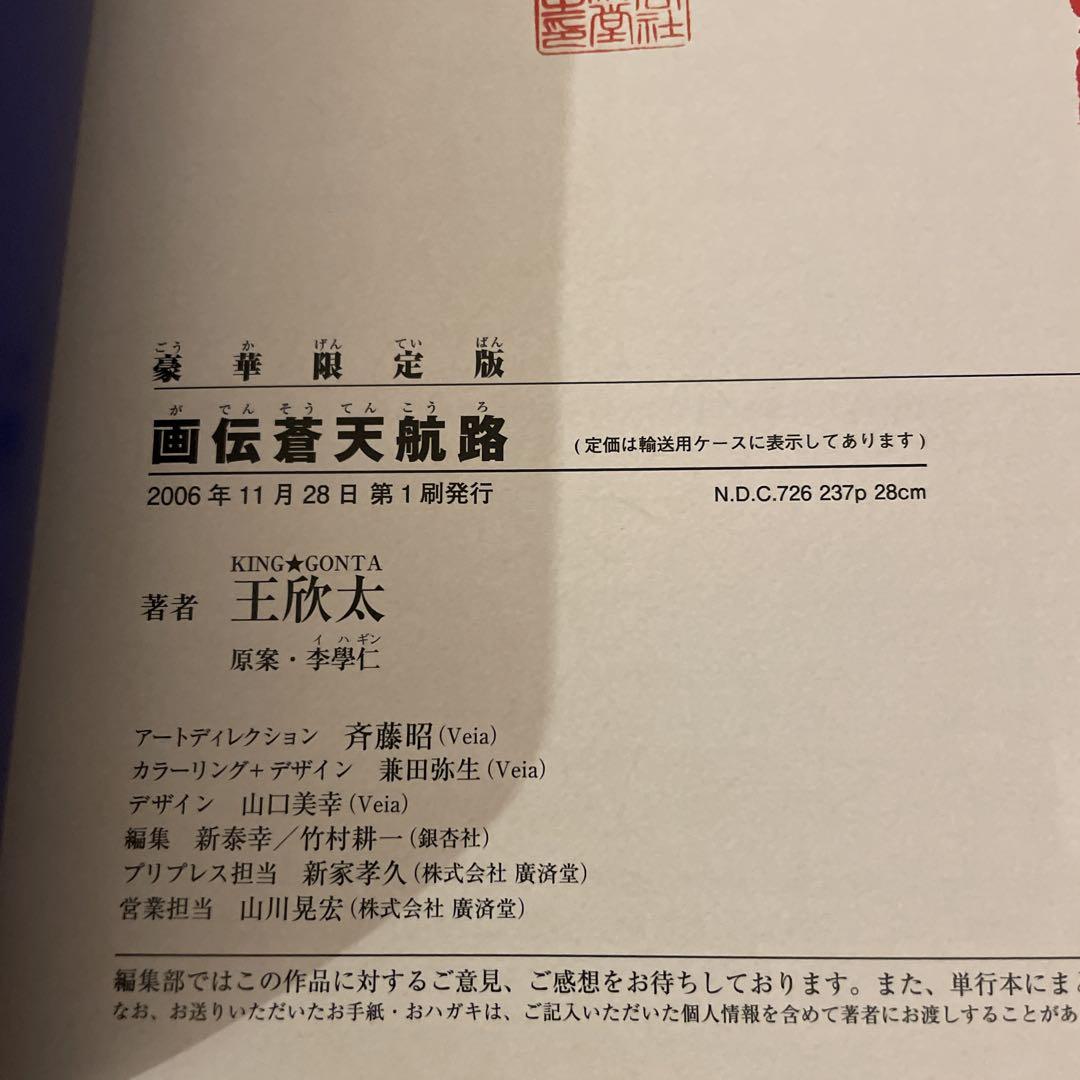 ごうかげんていばん
豪華限定版
がでんそうてんこうろ
画伝蒼天航路 (定価は輸送用ケースに表示してあります)
2006年11月28日 第1刷発行 N.D.C.726 237p 28cm
KING★GONTA
著者 王欣太
イハギン
原案・李學仁
アートディレクション 斉藤昭(Veia)
カラーリング+デザイン 兼田弥生(Veia)
デザイン 山口美幸(Veia)
編集 新泰幸／竹村耕一(銀杏社)
プリプレス担当 新家孝久(株式会社 廣済堂)
営業担当 山川晃宏(株式会社 廣済堂)
編集部ではこの作品に対するご意見、ご感想をお待ちしております。また、単行本にま
なお、お送りいただいたお手紙・おハガキは、ご記入いただいた個人情報を含めて著者にお渡しすることがあ